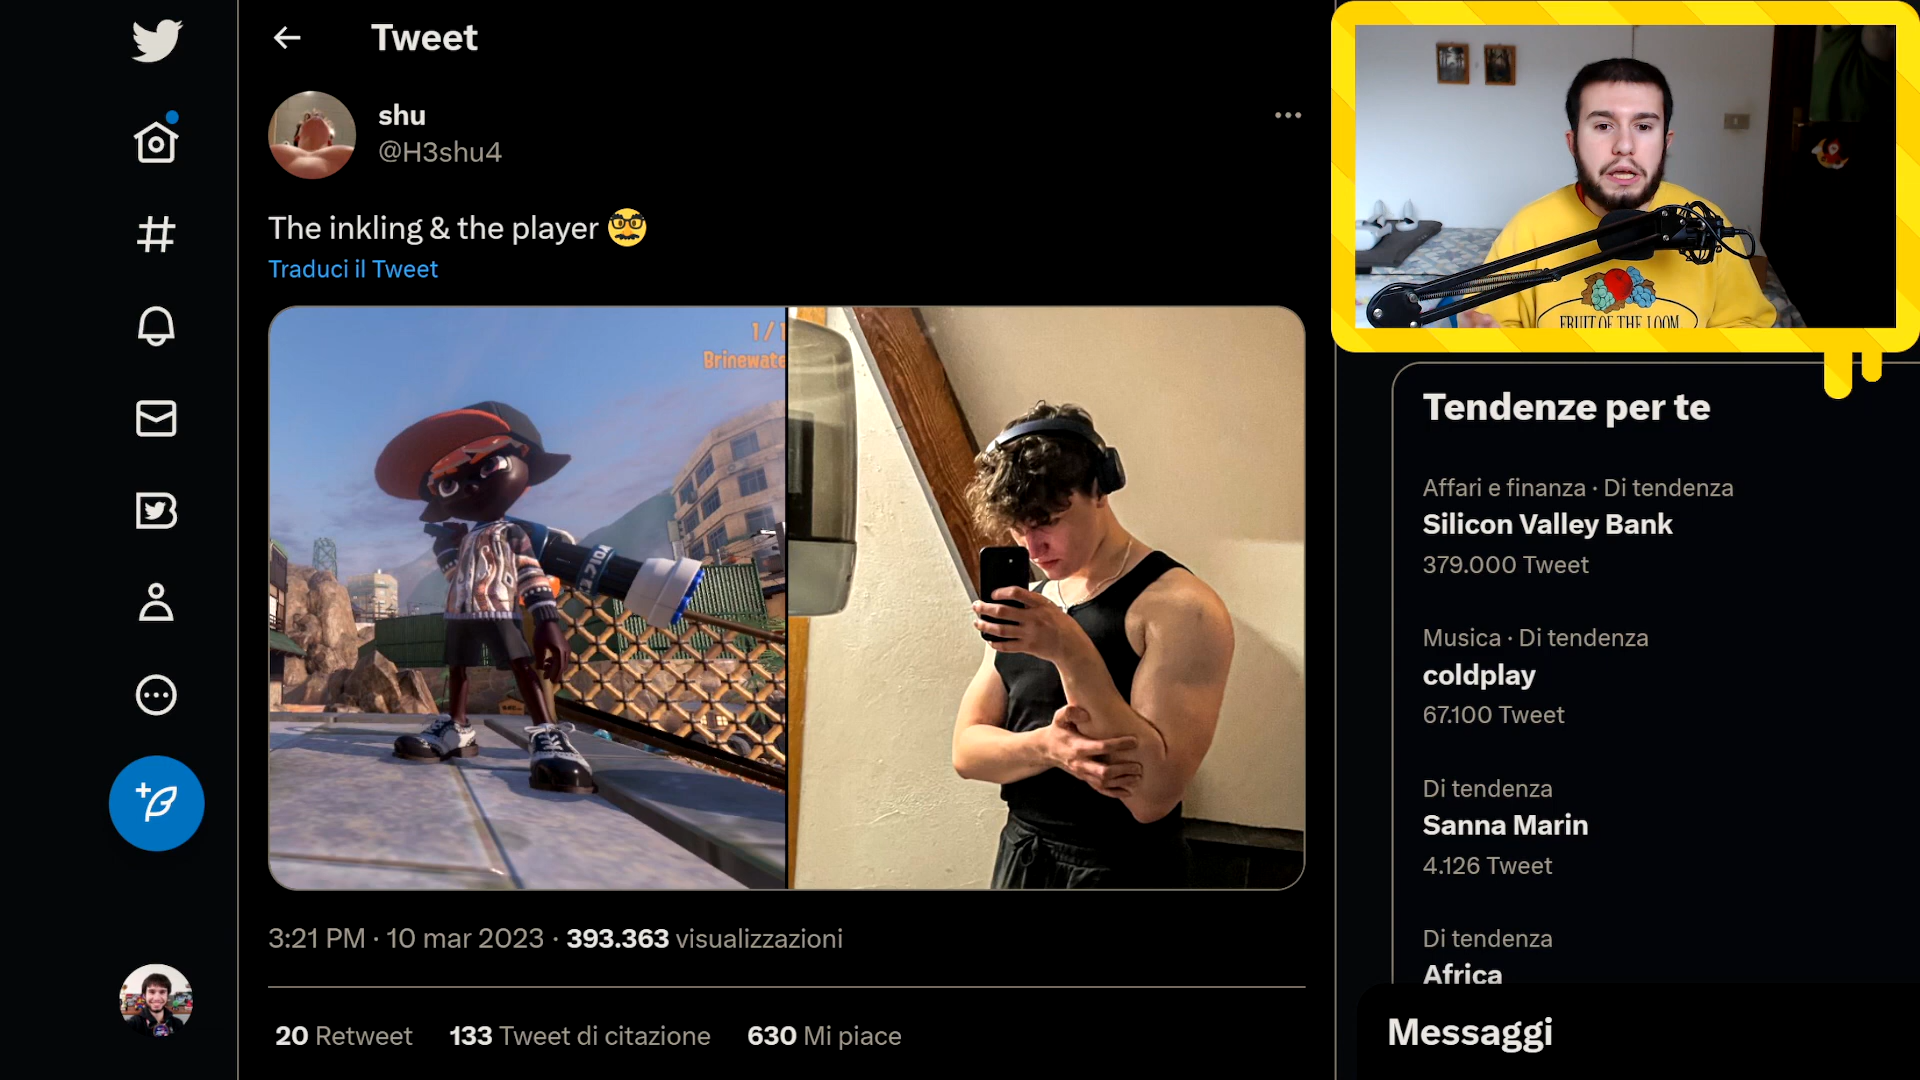 Tweet
shu
@H3shu4
The inkling & the player
Traduci il Tweet
1/1
Brinewate
FRUIT OF THE LOOM
Tendenze per te
Affari e finanza · Di tendenza
Silicon Valley Bank
379.000 Tweet
Musica · Di tendenza
coldplay
67.100 Tweet
Di tendenza
Sanna Marin
4.126 Tweet
Di tendenza
Africa
3:21 PM · 10 mar 2023 · 393.363 visualizzazioni
20 Retweet 133 Tweet di citazione 630 Mi piace
Messaggi